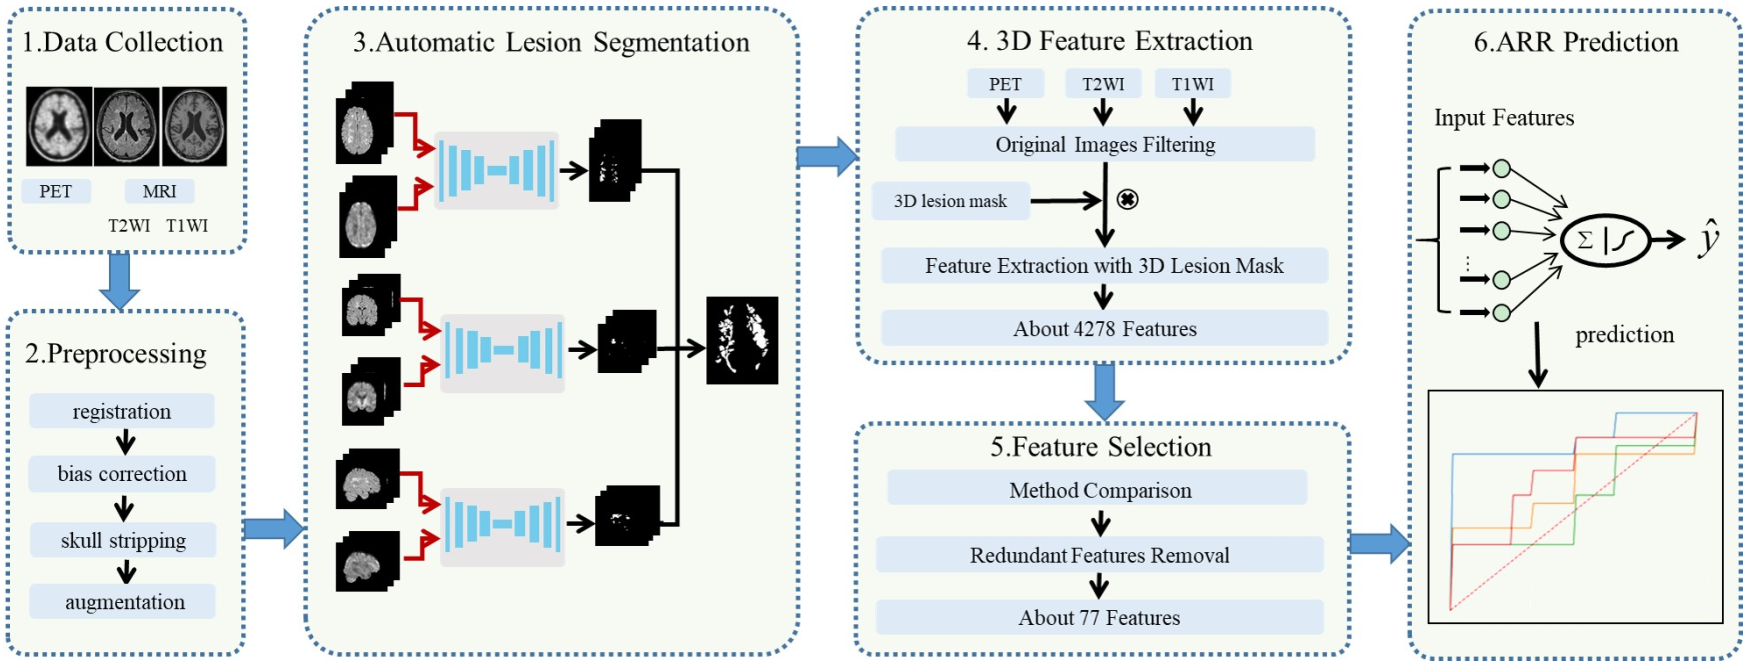 1.Data Collection
PET
MRI
T2WI T1WI
2.Preprocessing
registration
bias correction
skull stripping
augmentation
3.Automatic Lesion Segmentation
4. 3D Feature Extraction
PET
T2WI
T1WI
Original Images Filtering
3D lesion mask
Feature Extraction with 3D Lesion Mask
About 4278 Features
5.Feature Selection
Method Comparison
Redundant Features Removal
About 77 Features
6.ARR Prediction
Input Features
⋮
Σ
ŷ
prediction